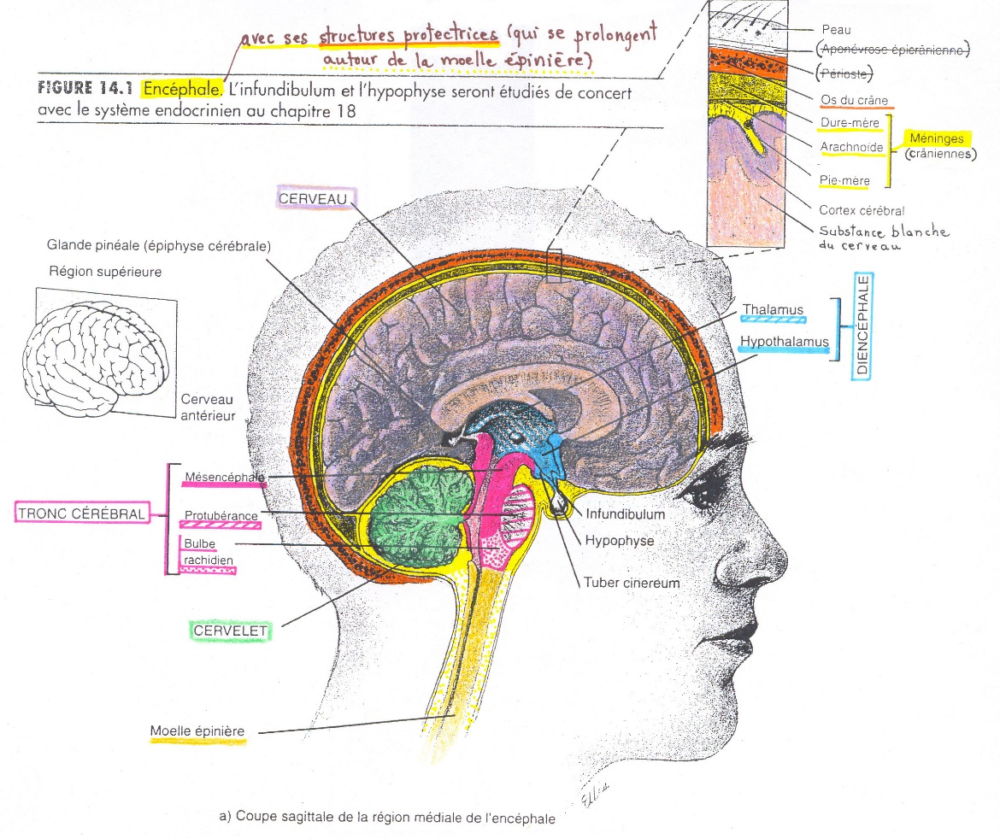 avec ses structures protectrices (qui se prolongent
autour de la moelle épinière)
FIGURE 14.1 Encéphale. L'infundibulum et l'hypophyse seront étudiés de concert
avec le système endocrinien au chapitre 18
Peau
(Aponévrose épicrânienne)
(Périoste)
Os du crâne
Dure-mère
Arachnoïde
Pie-mère
Méninges
(crâniennes)
Cortex cérébral
Substance blanche
du cerveau
CERVEAU
Glande pinéale (épiphyse cérébrale)
Région supérieure
Cerveau
antérieur
Thalamus
Hypothalamus
DIENCÉPHALE
TRONC CÉRÉBRAL
Mésencéphale
Protubérance
Bulbe
rachidien
Infundibulum
Hypophyse
Tuber cinereum
CERVELET
Moelle épinière
a) Coupe sagittale de la région médiale de l'encéphale